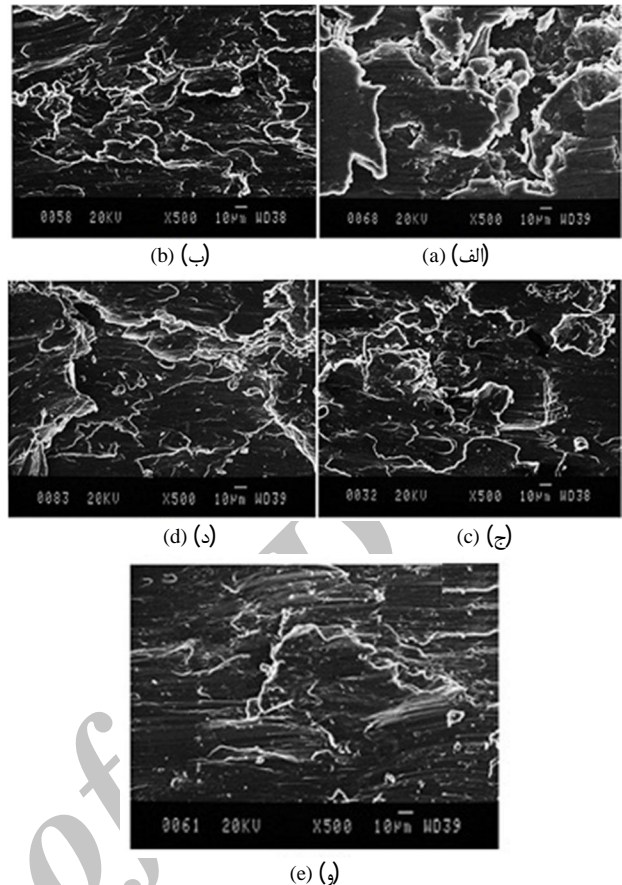 0068 20KV X500 10µm WD39
0058 20KV X500 10µm WD38
(الف) (a)
(ب) (b)
0032 20KV X500 10µm WD38
0083 20KV X500 10µm WD39
(ج) (c)
(د) (d)
0061 20KV X500 10µm WD39
(و) (e)
of